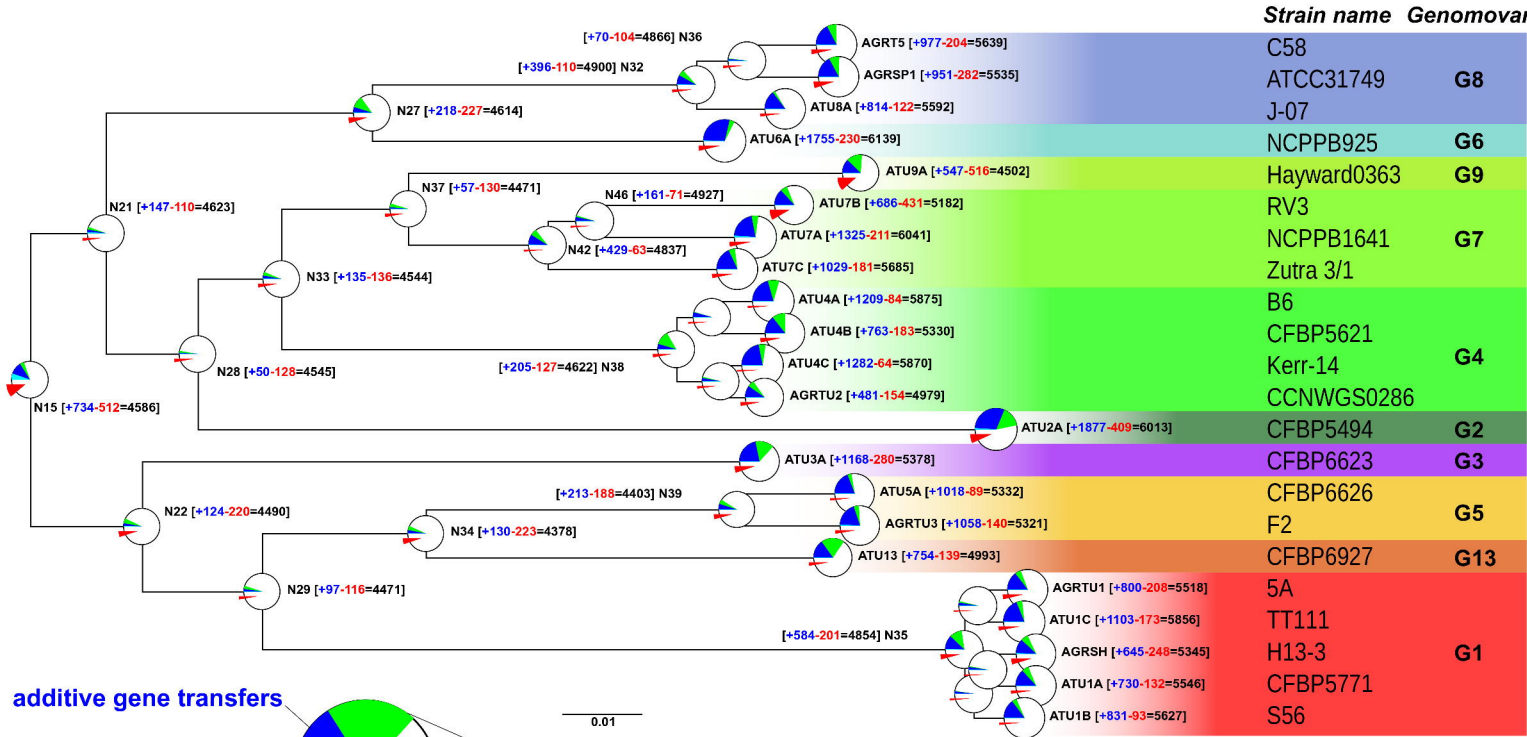 Strain name Genomovar
[+70-104=4866] N36
AGRT5 [+977-204=5639]
C58
[+396-110=4900] N32
AGRSP1 [+951-282=5535]
ATCC31749
G8
N27 [+218-227=4614]
ATU8A [+814-122=5592]
J-07
ATU6A [+1755-230=6139]
NCPPB925
G6
ATU9A [+547-516=4502]
Hayward0363
G9
N37 [+57-130=4471]
N46 [+161-71=4927]
N21 [+147-110=4623]
ATU7B [+686-431=5182]
RV3
ATU7A [+1325-211=6041]
NCPPB1641
G7
N42 [+429-63=4837]
ATU7C [+1029-181=5685]
Zutra 3/1
N33 [+135-136=4544]
ATU4A [+1209-84=5875]
B6
ATU4B [+763-183=5330]
CFBP5621
G4
ATU4C [+1282-64=5870]
Kerr-14
[+205-127=4622] N38
N28 [+50-128=4545]
AGRTU2 [+481-154=4979]
CCNWGS0286
N15 [+734-512=4586]
ATU2A [+1877-409=6013]
CFBP5494
G2
ATU3A [+1168-280=5378]
CFBP6623
G3
[+213-188=4403] N39
ATU5A [+1018-89=5332]
CFBP6626
G5
N22 [+124-220=4490]
AGRTU3 [+1058-140=5321]
F2
N34 [+130-223=4378]
ATU13 [+754-139=4993]
CFBP6927
G13
N29 [+97-116=4471]
AGRTU1 [+800-208=5518]
5A
ATU1C [+1103-173=5856]
TT111
[+584-201=4854] N35
AGRSH [+645-248=5345]
H13-3
G1
ATU1A [+730-132=5546]
CFBP5771
additive gene transfers
ATU1B [+831-93=5627]
S56
0.01